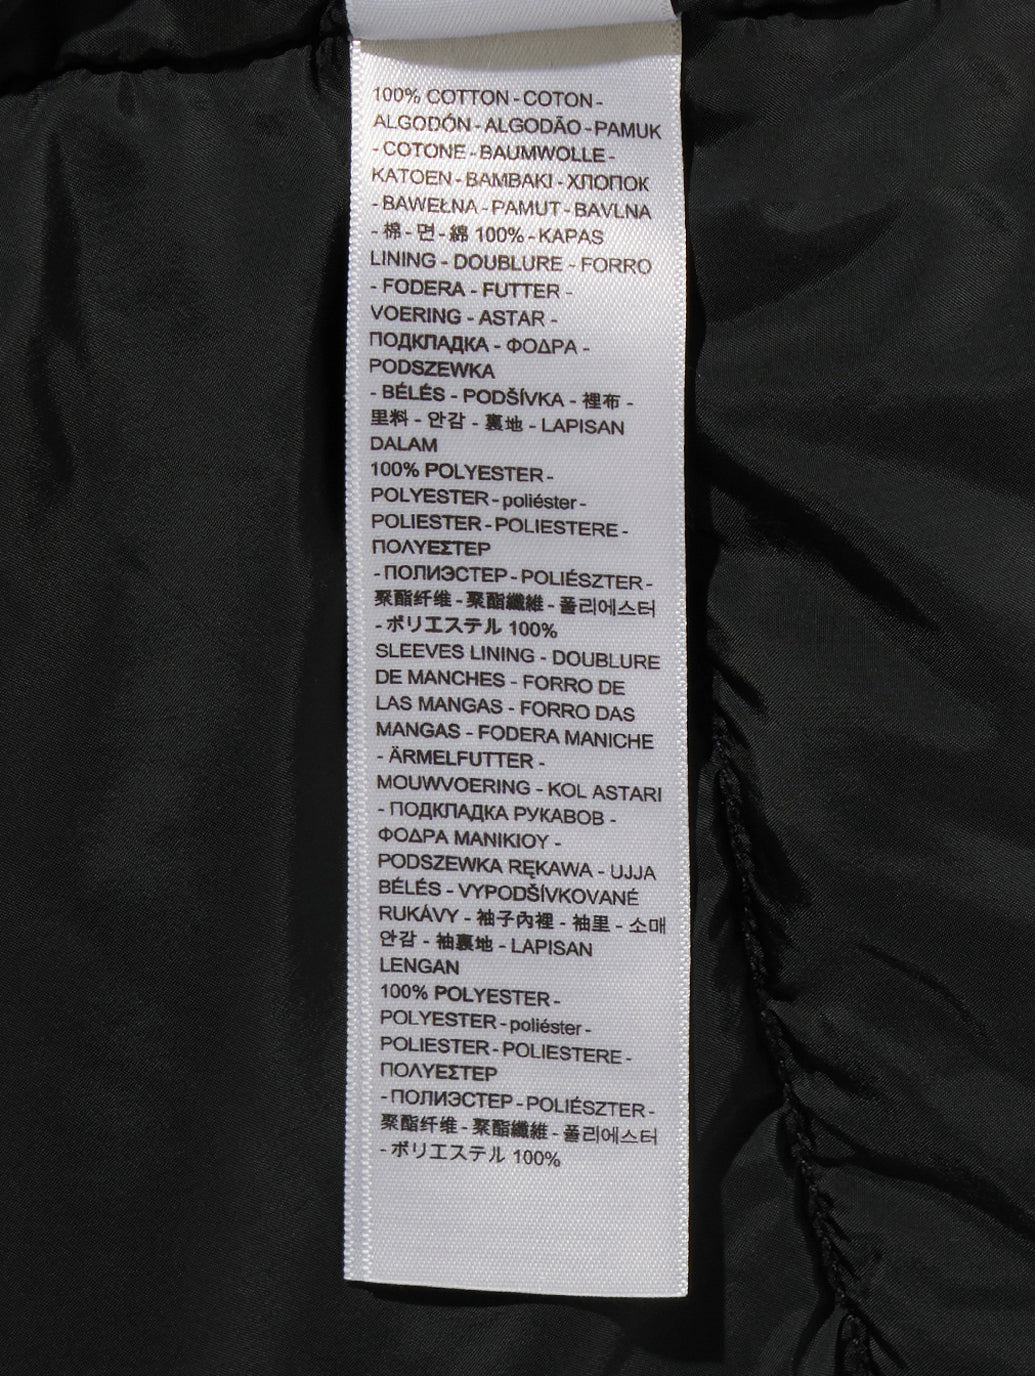 100% COTTON - COTON -
ALGODÓN - ALGODÃO - PAMUK
- COTONE - BAUMWOLLE -
KATOEN - BAMBAKI - ХЛОПОК
- BAWEŁNA - PAMUT - BAVLNA
- 棉 - 면 - 綿 100% - KAPAS
LINING - DOUBLURE - FORRO
- FODERA - FUTTER -
VOERING - ASTAR -
ПОДКЛАДКА - ΦΟΔΡΑ -
PODSZEWKA
- BÉLÉS - PODŠÍVKA - 裡布 -
里料 - 안감 - 裏地 - LAPISAN
DALAM
100% POLYESTER -
POLYESTER - poliéster -
POLIESTER - POLIESTERE -
ΠΟΛΥΕΣΤΕΡ
- ПОЛИЭСТЕР - POLIÉSZTER -
聚酯纤维 - 聚酯纖維 - 폴리에스터
- ポリエステル 100%
SLEEVES LINING - DOUBLURE
DE MANCHES - FORRO DE
LAS MANGAS - FORRO DAS
MANGAS - FODERA MANICHE
- ÄRMELFUTTER -
MOUWVOERING - KOL ASTARI
- ПОДКЛАДКА РУКАВОВ -
ΦΟΔΡΑ ΜΑΝΙΚΙΟΥ -
PODSZEWKA RĘKAWA - UJJA
BÉLÉS - VYPODŠÍVKOVANÉ
RUKÁVY - 袖子內裡 - 袖里 - 소매
안감 - 袖裏地 - LAPISAN
LENGAN
100% POLYESTER -
POLYESTER - poliéster -
POLIESTER - POLIESTERE -
ΠΟΛΥΕΣΤΕΡ
- ПОЛИЭСТЕР - POLIÉSZTER -
聚酯纤维 - 聚酯纖維 - 폴리에스터
- ポリエステル 100%